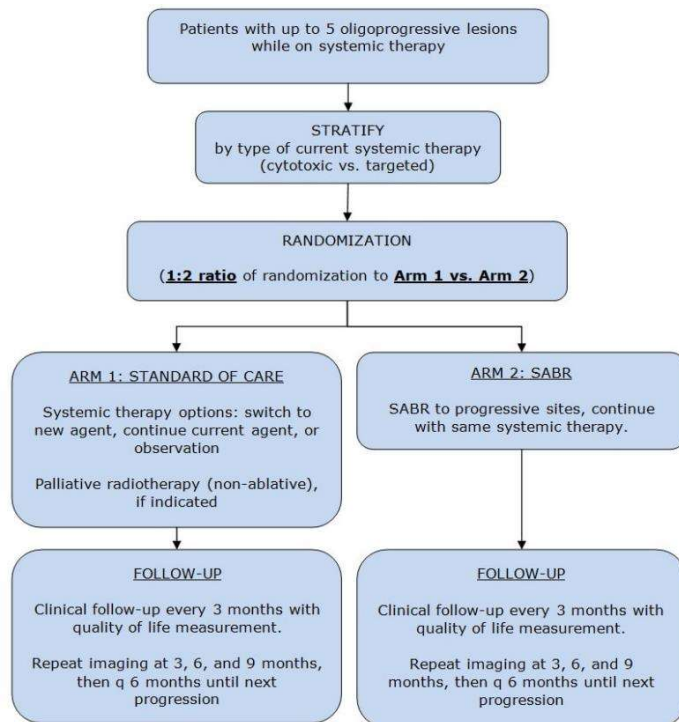 Patients with up to 5 oligoprogressive lesions
while on systemic therapy
STRATIFY
by type of current systemic therapy
(cytotoxic vs. targeted)
RANDOMIZATION
(1:2 ratio of randomization to Arm 1 vs. Arm 2)
ARM 1: STANDARD OF CARE
Systemic therapy options: switch to
new agent, continue current agent, or
observation
Palliative radiotherapy (non-ablative),
if indicated
ARM 2: SABR
SABR to progressive sites, continue
with same systemic therapy.
FOLLOW-UP
Clinical follow-up every 3 months with
quality of life measurement.
Repeat imaging at 3, 6, and 9 months,
then q 6 months until next
progression
FOLLOW-UP
Clinical follow-up every 3 months with
quality of life measurement.
Repeat imaging at 3, 6, and 9
months, then q 6 months until next
progression